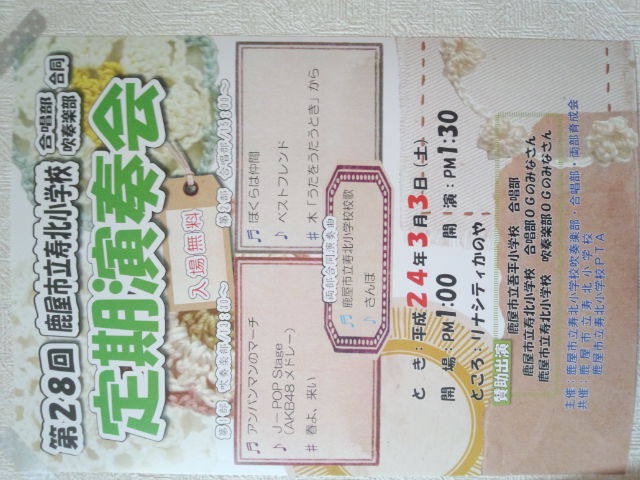 第28回 鹿屋市立寿北小学校 合唱部 合同
吹奏楽部
定期演奏会
入場無料
第Ⅰ部 吹奏楽部/13:30～
♬ アンパンマンのマーチ
♪ J－POP Stage
(AKB48 メドレー)
♯ 春よ、来い
合唱部
♬ ぼくらは仲間
♪ ベストフレンド
♯ 木「うたをうたうとき」から
両部合同演奏曲
♬ 鹿屋市立寿北小学校校歌
♪ さんぽ
とき：平成24年3月3日(土)
開場：PM1:00 開演：PM1:30
ところ：リナシティかのや
賛助出演
鹿屋市立吾平小学校 合唱部
鹿屋市立寿北小学校 合唱部OGのみなさん
鹿屋市立寿北小学校 吹奏楽部OGのみなさん
主催：鹿屋市立寿北小学校吹奏楽部・合唱部・両部育成会
共催：鹿屋市立寿北小学校
鹿屋市立寿北小学校PTA